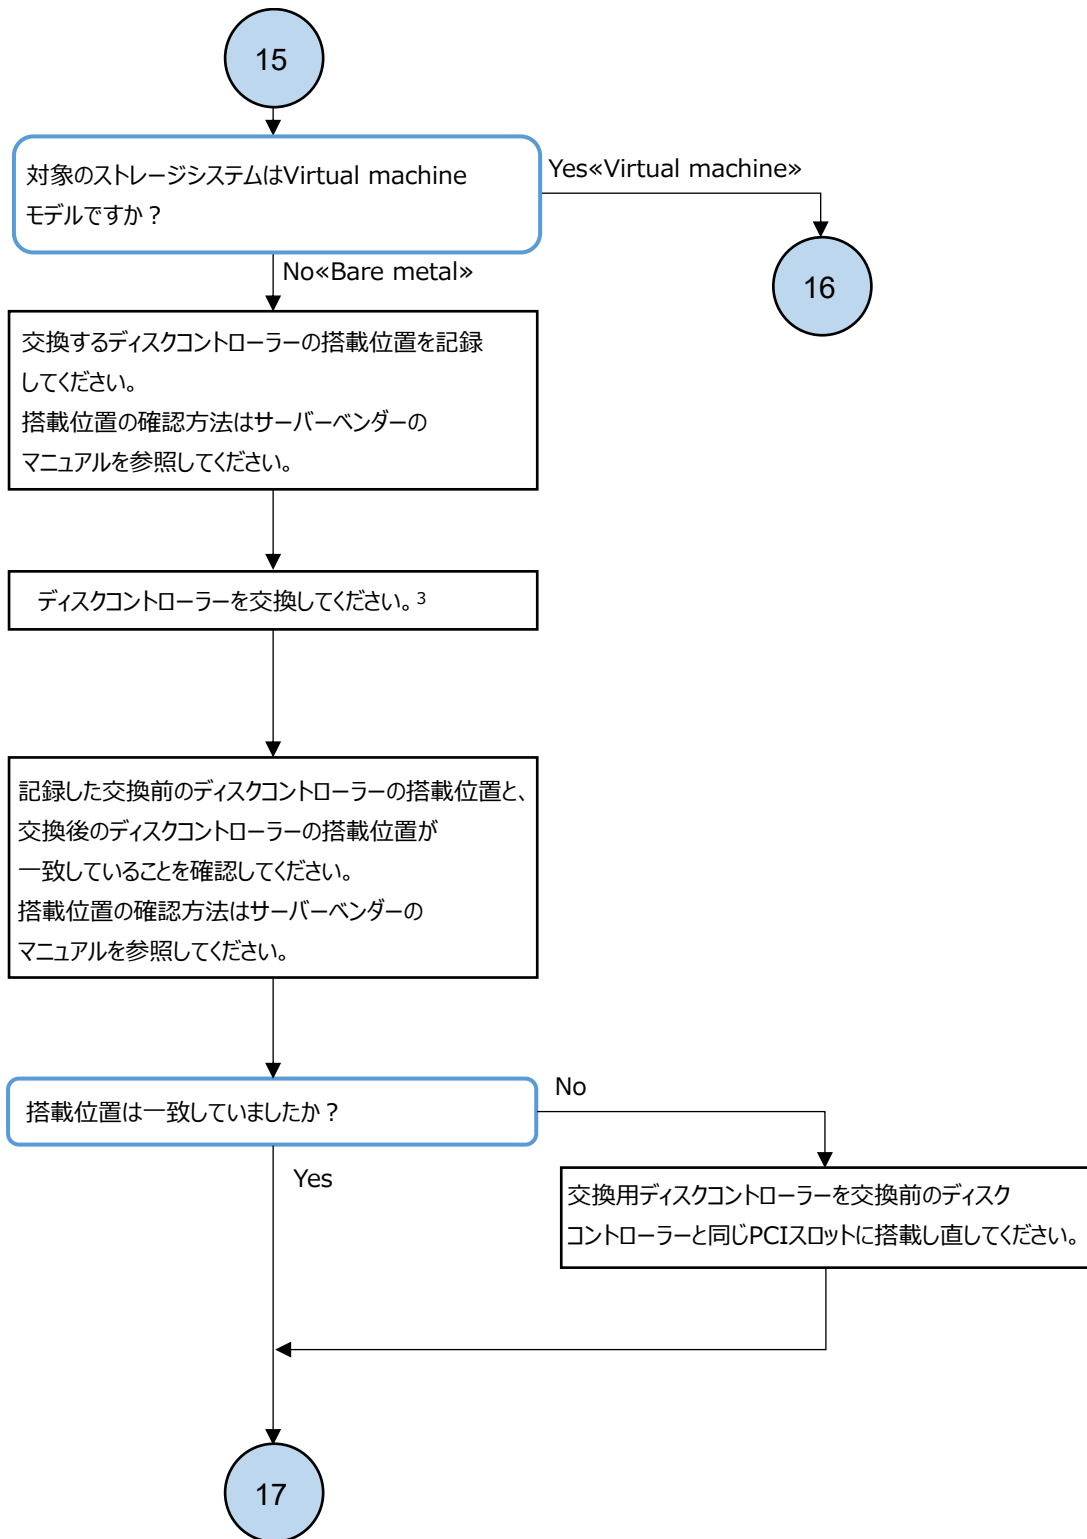 15
対象のストレージシステムはVirtual machine
モデルですか？
Yes«Virtual machine»
16
No«Bare metal»
交換するディスクコントローラーの搭載位置を記録
してください。
搭載位置の確認方法はサーバーベンダーの
マニュアルを参照してください。
ディスクコントローラーを交換してください。3
記録した交換前のディスクコントローラーの搭載位置と、
交換後のディスクコントローラーの搭載位置が
一致していることを確認してください。
搭載位置の確認方法はサーバーベンダーの
マニュアルを参照してください。
搭載位置は一致していましたか？
No
Yes
交換用ディスクコントローラーを交換前のディスク
コントローラーと同じPCIスロットに搭載し直してください。
17